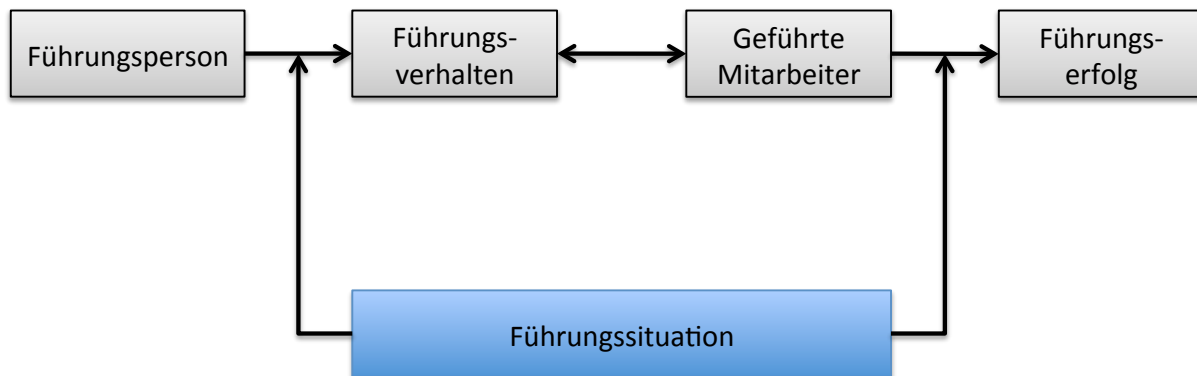 Führungsperson
Führungs-
verhalten
Geführte
Mitarbeiter
Führungs-
erfolg
Führungssituation